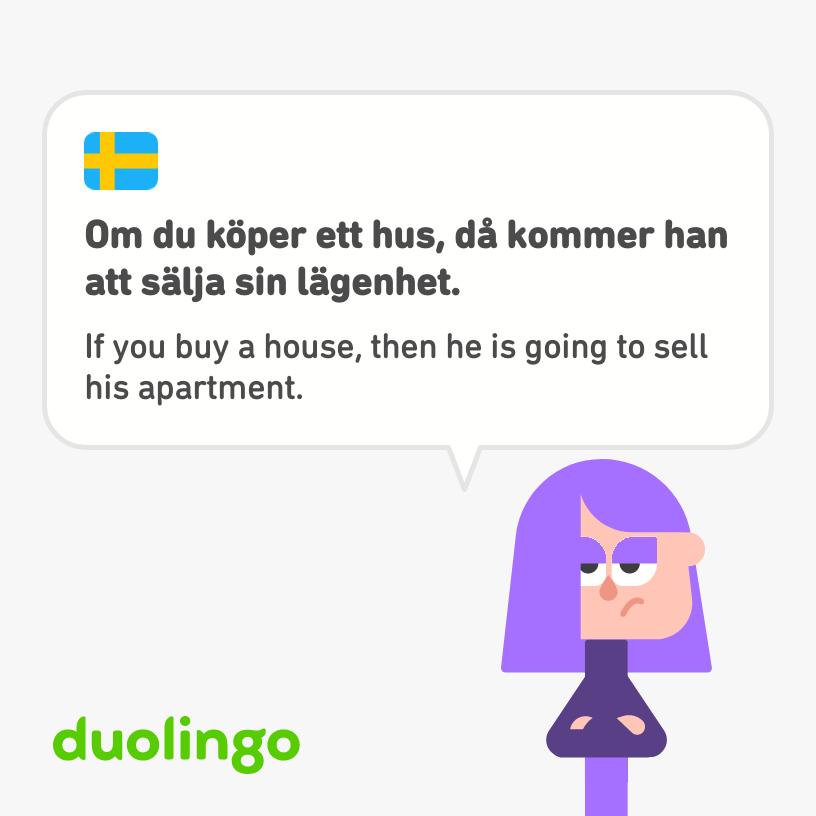 Om du köper ett hus, då kommer han
att sälja sin lägenhet.
If you buy a house, then he is going to sell
his apartment.
duolingo